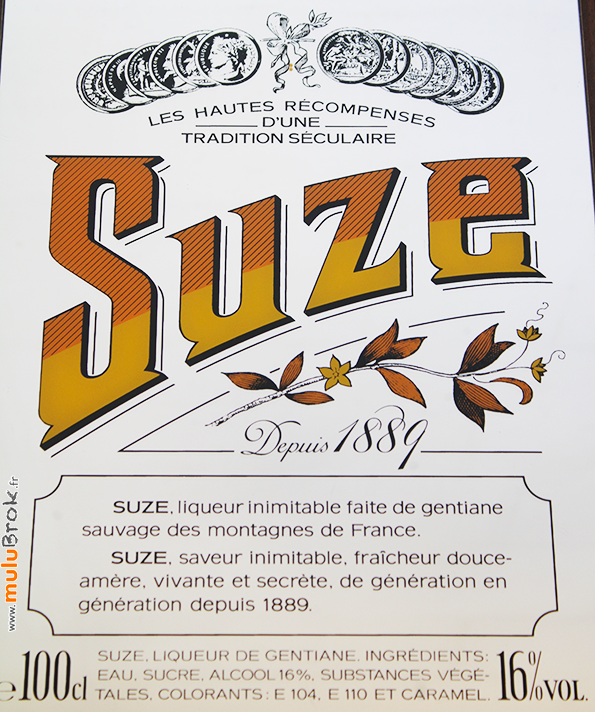 LES HAUTES RÉCOMPENSES
D'UNE
TRADITION SÉCULAIRE
Suze
Depuis 1889
SUZE, liqueur inimitable faite de gentiane
sauvage des montagnes de France.
SUZE, saveur inimitable, fraîcheur douce-
amère, vivante et secrète, de génération en
génération depuis 1889.
e 100cl
SUZE, LIQUEUR DE GENTIANE. INGRÉDIENTS:
EAU, SUCRE, ALCOOL 16%, SUBSTANCES VÉGÉ-
TALES, COLORANTS: E 104, E 110 ET CARAMEL.
16% VOL.
www.muluBrok.fr